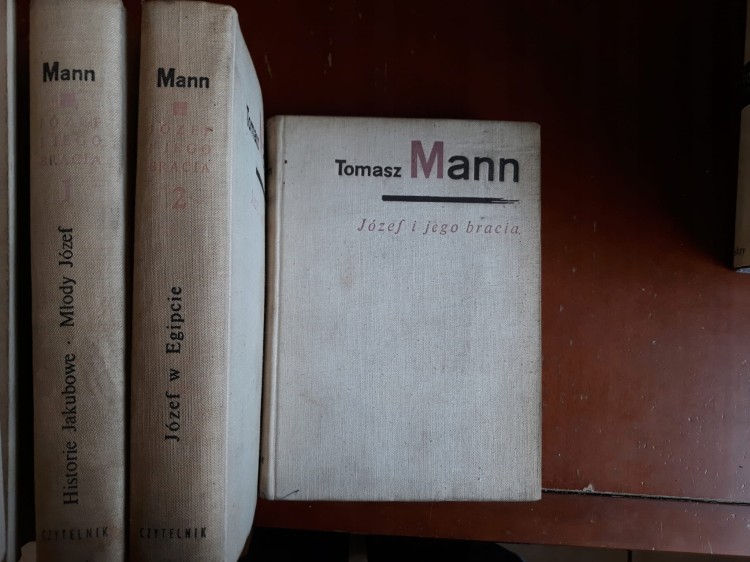 Mann
JÓZEF
I JEGO
BRACIA
1
Historie Jakubowe · Młody Józef
CZYTELNIK
Mann
JÓZEF
I JEGO
BRACIA
2
Józef w Egipcie
CZYTELNIK
Tomasz Mann
Józef i jego bracia